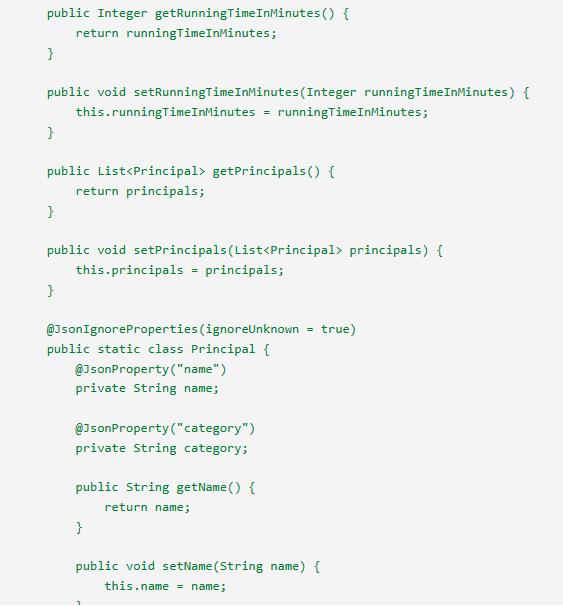 public Integer getRunningTimeInMinutes() {
return runningTimeInMinutes;
}
public void setRunningTimeInMinutes(Integer runningTimeInMinutes) {
this.runningTimeInMinutes = runningTimeInMinutes;
}
public List<Principal> getPrincipals() {
return principals;
}
public void setPrincipals(List<Principal> principals) {
this.principals = principals;
}
@JsonIgnoreProperties(ignoreUnknown = true)
public static class Principal {
@JsonProperty("name")
private String name;
@JsonProperty("category")
private String category;
public String getName() {
return name;
}
public void setName(String name) {
this.name = name;
}